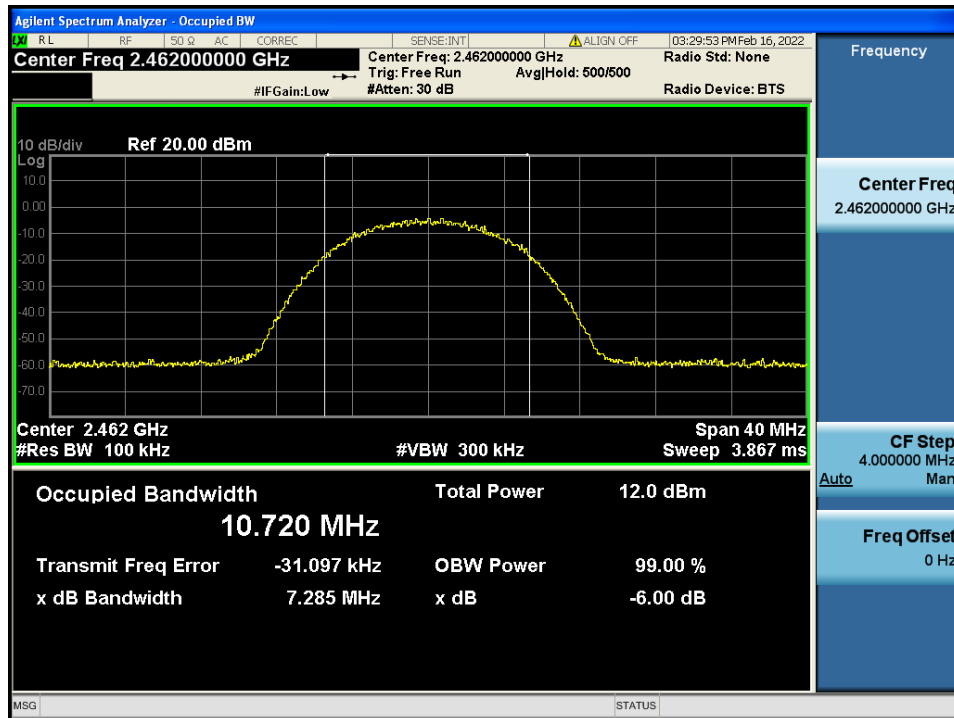 Agilent Spectrum Analyzer - Occupied BW
LXI RL RF 50 Ω AC CORREC SENSE:INT ALIGN OFF 03:29:53 PM Feb 16, 2022
Center Freq 2.462000000 GHz
Center Freq: 2.462000000 GHz
Radio Std: None
Trig: Free Run Avg|Hold: 500/500
#IFGain:Low
#Atten: 30 dB
Radio Device: BTS
10 dB/div Ref 20.00 dBm
Log
10.0
0.00
-10.0
-20.0
-30.0
-40.0
-50.0
-60.0
-70.0
Center 2.462 GHz Span 40 MHz
#Res BW 100 kHz #VBW 300 kHz Sweep 3.867 ms
Occupied Bandwidth Total Power 12.0 dBm
10.720 MHz
Transmit Freq Error -31.097 kHz OBW Power 99.00 %
x dB Bandwidth 7.285 MHz x dB -6.00 dB
Frequency
Center Freq
2.462000000 GHz
CF Step
4.000000 MHz
Auto Man
Freq Offset
0 Hz
MSG STATUS